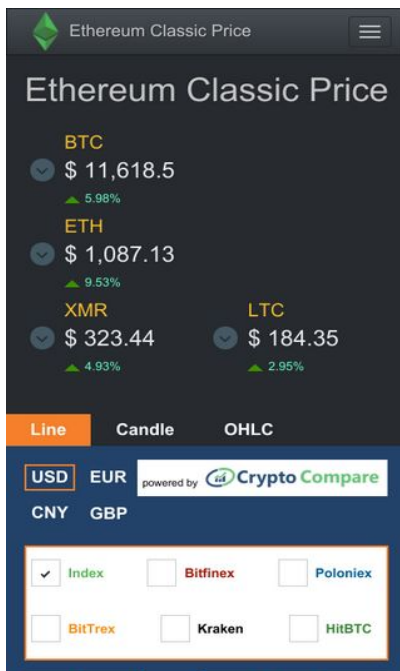 Ethereum Classic Price
Ethereum Classic Price
BTC
$ 11,618.5
5.98%
ETH
$ 1,087.13
9.53%
XMR LTC
$ 323.44 $ 184.35
4.93% 2.95%
Line Candle OHLC
USD EUR powered by Crypto Compare
CNY GBP
Index Bitfinex Poloniex
BitTrex Kraken HitBTC